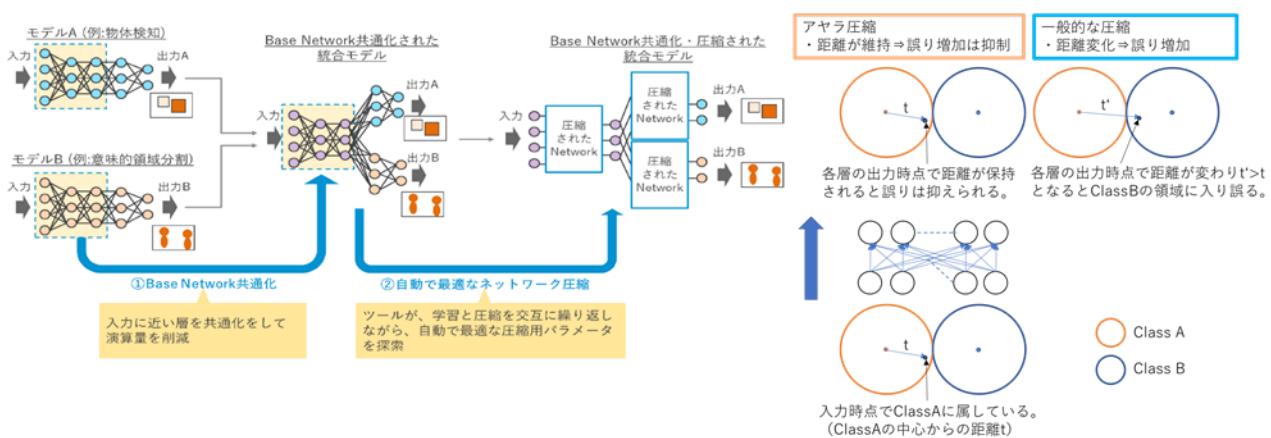 モデルA (例:物体検知)
入力
出力A
モデルB (例:意味的領域分割)
入力
出力B
Base Network共通化された
統合モデル
入力
出力A
出力B
Base Network共通化・圧縮された
統合モデル
入力
圧縮
された
Network
圧縮
された
Network
圧縮
された
Network
出力A
出力B
①Base Network共通化
入力に近い層を共通化をして
演算量を削減
②自動で最適なネットワーク圧縮
ツールが、学習と圧縮を交互に繰り返し
ながら、自動で最適な圧縮用パラメータ
を探索
アヤラ圧縮
・距離が維持⇒誤り増加は抑制
一般的な圧縮
・距離変化⇒誤り増加
t
t'
各層の出力時点で距離が保持
されると誤りは抑えられる。
各層の出力時点で距離が変わりt'>t
となるとClassBの領域に入り誤る。
t
Class A
Class B
入力時点でClassAに属している。
(ClassAの中心からの距離t)